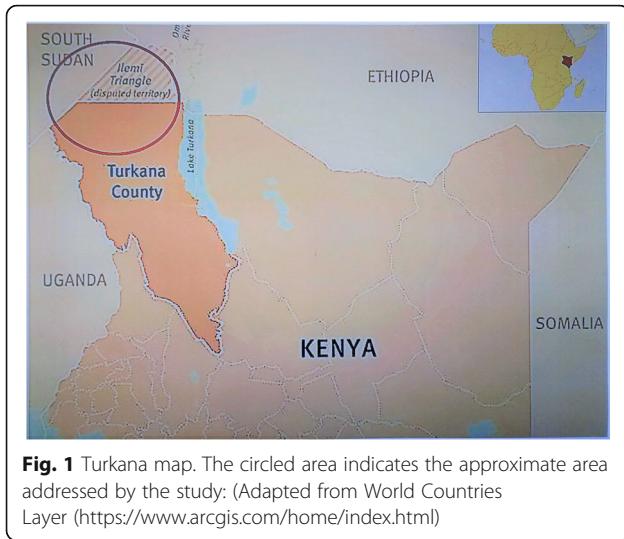 SOUTH
SUDAN
Ilemi
Triangle
(disputed territory)
Om
River
ETHIOPIA
Lake Turkana
Turkana
County
UGANDA
SOMALIA
KENYA
Fig. 1 Turkana map. The circled area indicates the approximate area
addressed by the study: (Adapted from World Countries
Layer (https://www.arcgis.com/home/index.html)